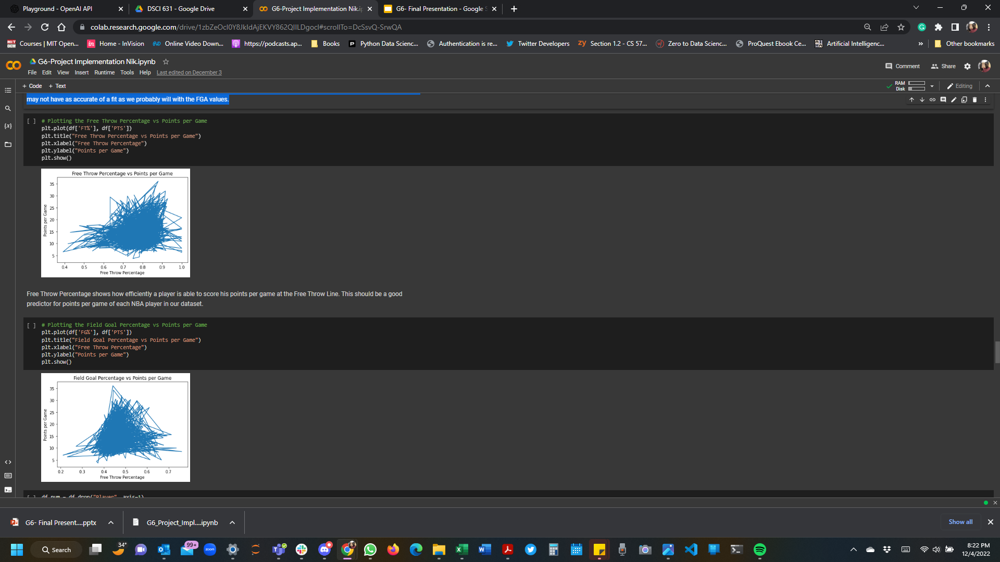 Playground - OpenAI API
DSCI 631 - Google Drive
G6-Project Implementation Nik.ip
G6- Final Presentation - Google S
colab.research.google.com/drive/1zbZeOcI0Y8JkIdAjEKVY862QIILDgocI#scrollTo=DcSsvQ-SrwQA
Courses | MIT Open...
Home - InVision
Online Video Down...
https://podcasts.ap...
Books
Python Data Scienc...
Authentication is re...
Twitter Developers
Section 1.2 - CS 57...
Zero to Data Scienc...
ProQuest Ebook Ce...
Artificial Intelligenc...
»
Other bookmarks
G6-Project Implementation Nik.ipynb
File Edit View Insert Runtime Tools Help Last edited on December 3
Comment
Share
+ Code + Text
RAM
Disk
Editing
may not have as accurate of a fit as we probably will with the FGA values.
[ ] # Plotting the Free Throw Percentage vs Points per Game
plt.plot(df['FT%'], df['PTS'])
plt.title("Free Throw Percentage vs Points per Game")
plt.xlabel("Free Throw Percentage")
plt.ylabel("Points per Game")
plt.show()
Free Throw Percentage vs Points per Game
35
30
25
20
15
10
5
Points per Game
0.4 0.5 0.6 0.7 0.8 0.9 1.0
Free Throw Percentage
Free Throw Percentage shows how efficiently a player is able to score his points per game at the Free Throw Line. This should be a good
predictor for points per game of each NBA player in our dataset.
[ ] # Plotting the Field Goal Percentage vs Points per Game
plt.plot(df['FG%'], df['PTS'])
plt.title("Field Goal Percentage vs Points per Game")
plt.xlabel("Free Throw Percentage")
plt.ylabel("Points per Game")
plt.show()
Field Goal Percentage vs Points per Game
35
30
25
20
15
10
5
Points per Game
0.2 0.3 0.4 0.5 0.6 0.7
Free Throw Percentage
[ ] df_num = df.drop("Player", axis=1)
G6- Final Present....pptx
G6_Project_Impl....ipynb
Show all
Search
34°
99+
zoom
8:22 PM
12/4/2022